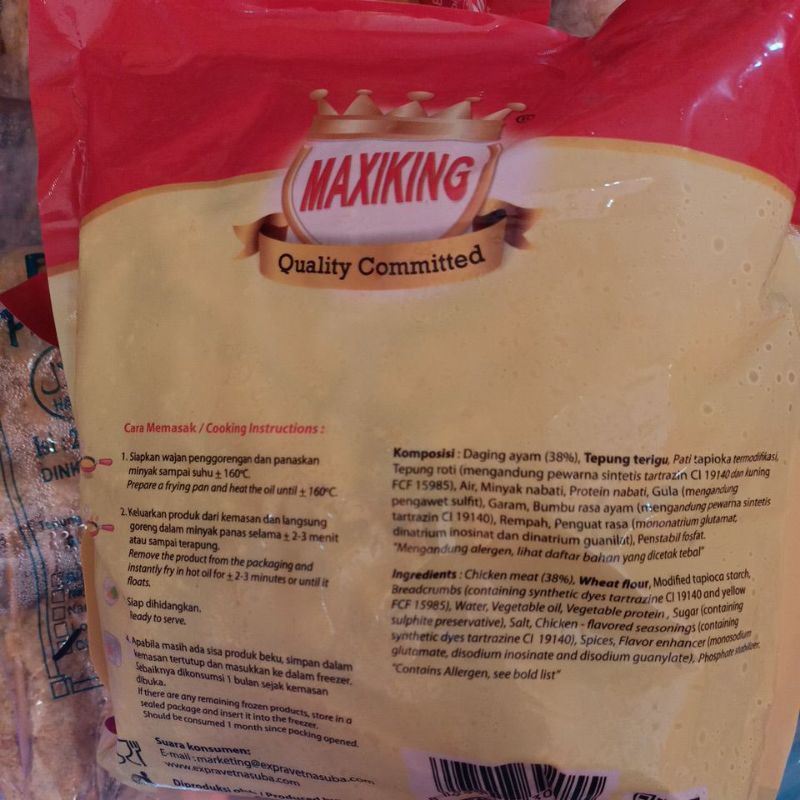 MAXIKING
Quality Committed
Cara Memasak / Cooking Instructions :
1. Siapkan wajan penggorengan dan panaskan
minyak sampai suhu ± 160°C.
Prepare a frying pan and heat the oil until ± 160°C.
2. Keluarkan produk dari kemasan dan langsung
goreng dalam minyak panas selama ± 2-3 menit
atau sampai terapung.
Remove the product from the packaging and
instantly fry in hot oil for ± 2-3 minutes or until it
floats.
Siap dihidangkan.
ready to serve.
4. Apabila masih ada sisa produk beku, simpan dalam
kemasan tertutup dan masukkan ke dalam freezer.
Sebaiknya dikonsumsi 1 bulan sejak kemasan
dibuka.
If there are any remaining frozen products, store in a
sealed package and insert it into the freezer.
Should be consumed 1 month since packing opened.
Suara konsumen:
E-mail : marketing@expravetnasuba.com
www.expravetnasuba.com
Diproduksi oleh / Produced by
Komposisi : Daging ayam (38%), Tepung terigu, Pati tapioka termodifikasi,
Tepung roti (mengandung pewarna sintetis tartrazin CI 19140 dan kuning
FCF 15985), Air, Minyak nabati, Protein nabati, Gula (mengandung
pengawet sulfit), Garam, Bumbu rasa ayam (mengandung pewarna sintetis
tartrazin CI 19140), Rempah, Penguat rasa (mononatrium glutamat,
dinatrium inosinat dan dinatrium guanilat), Penstabil fosfat.
"Mengandung alergen, lihat daftar bahan yang dicetak tebal"
Ingredients : Chicken meat (38%), Wheat flour, Modified tapioca starch,
Breadcrumbs (containing synthetic dyes tartrazine CI 19140 and yellow
FCF 15985), Water, Vegetable oil, Vegetable protein , Sugar (containing
sulphite preservative), Salt, Chicken - flavored seasonings (containing
synthetic dyes tartrazine CI 19140), Spices, Flavor enhancer (monosodium
glutamate, disodium inosinate and disodium guanylate), Phosphate stabilizer.
"Contains Allergen, see bold list"